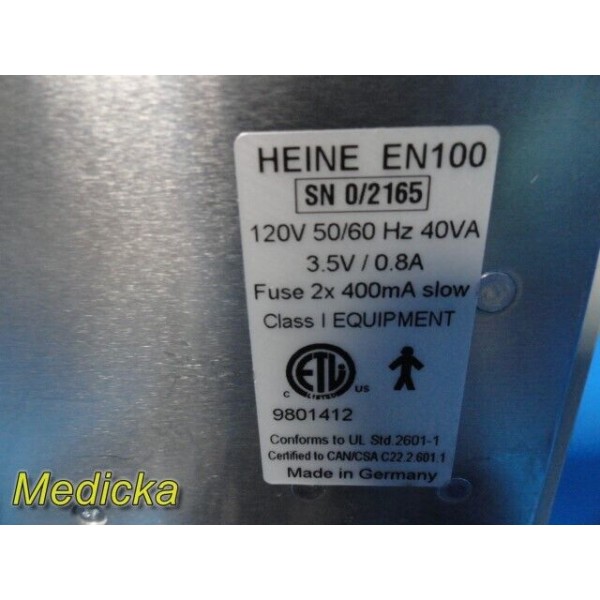 HEINE EN100
SN 0/2165
120V 50/60 Hz 40VA
3.5V / 0.8A
Fuse 2x 400mA slow
Class I EQUIPMENT
ETL
C LISTED US
9801412
Conforms to UL Std.2601-1
Certified to CAN/CSA C22.2 601.1
Made in Germany
Medicka